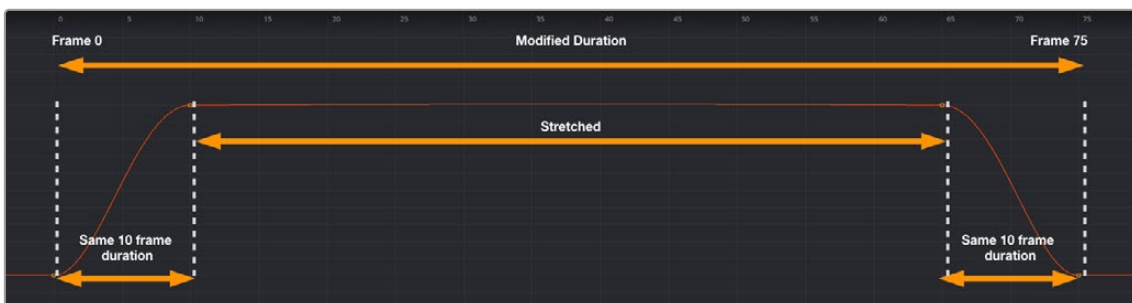 0 5 10 15 20 25 30 35 40 45 50 55 60 65 70 75
Frame 0 Modified Duration Frame 75
Stretched
Same 10 frame
duration
Same 10 frame
duration